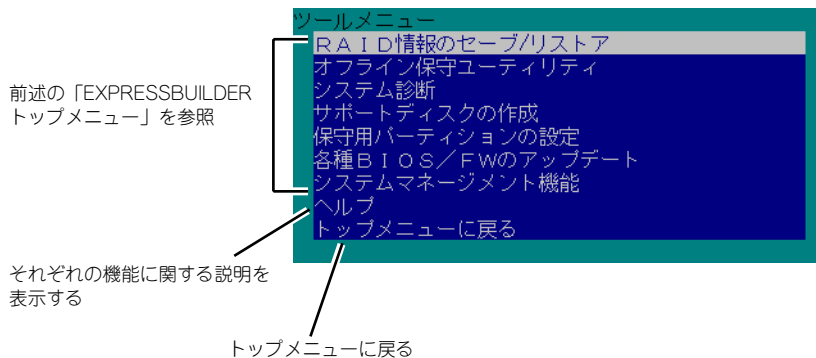 ツールメニュー
ＲＡＩＤ情報のセーブ/リストア
オフライン保守ユーティリティ
システム診断
サポートディスクの作成
保守用パーティションの設定
各種ＢＩＯＳ／ＦＷのアップデート
システムマネージメント機能
ヘルプ
トップメニューに戻る
前述の「EXPRESSBUILDER
トップメニュー」を参照
それぞれの機能に関する説明を
表示する
トップメニューに戻る